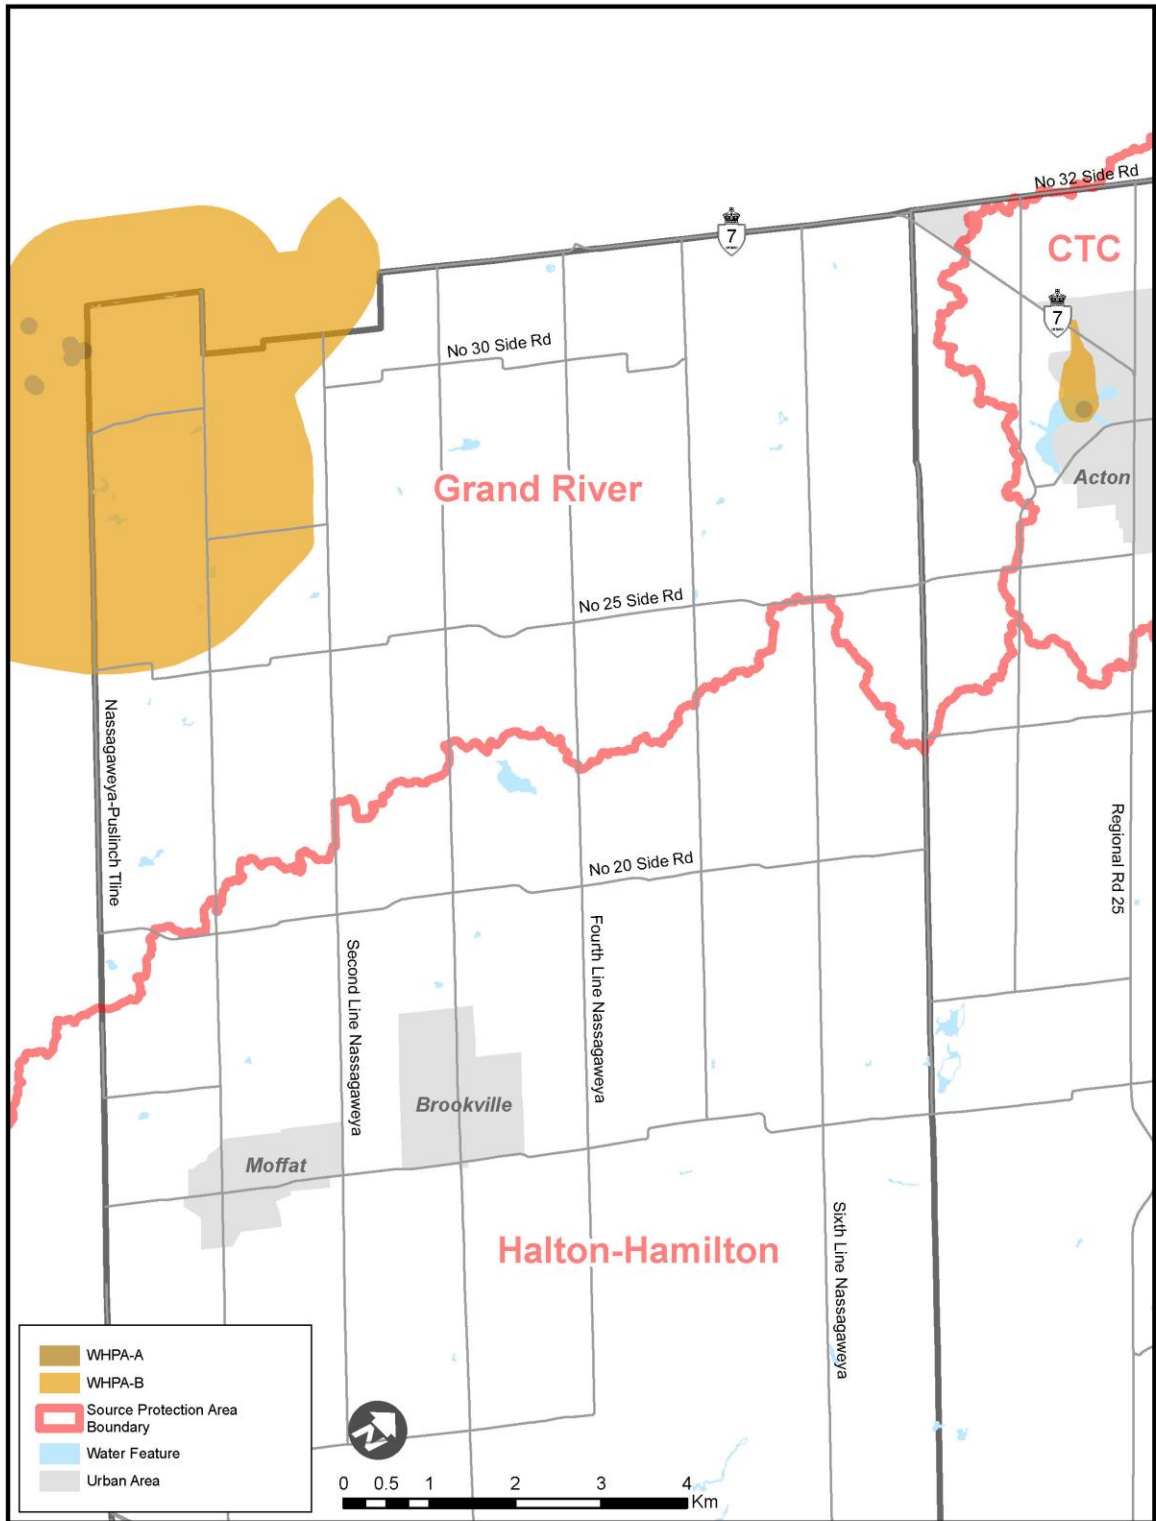 No 32 Side Rd
CTC
7
ONTARIO
7
ONTARIO
No 30 Side Rd
Grand River
Acton
No 25 Side Rd
Nassagaweya-Puslinch Tline
Regional Rd 25
No 20 Side Rd
Second Line Nassagaweya
Fourth Line Nassagaweya
Brookville
Moffat
Sixth Line Nassagaweya
Halton-Hamilton
WHPA-A
WHPA-B
Source Protection Area
Boundary
Water Feature
Urban Area
N
0 0.5 1 2 3 4
Km